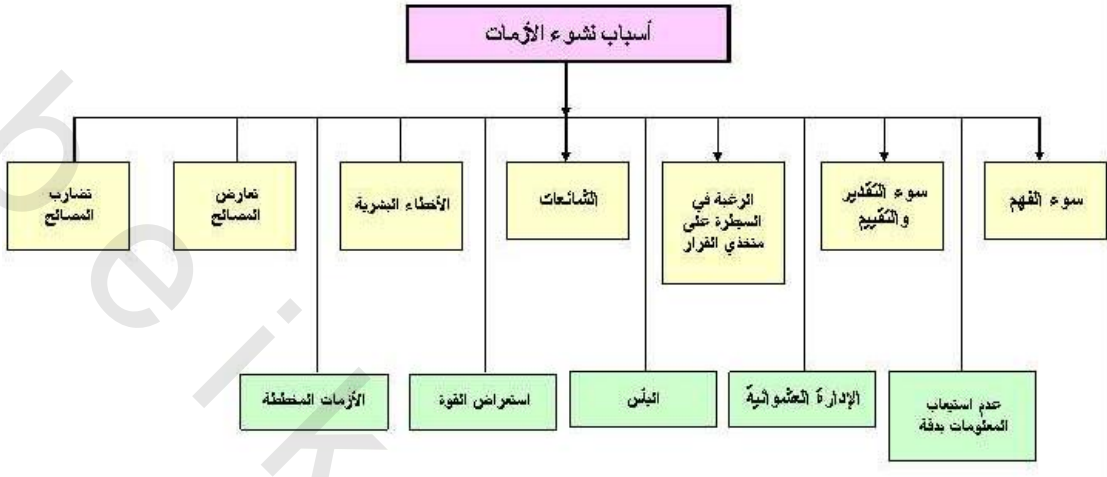 أسباب نشوء الأزمات
سوء الفهم
سوء التقدير
والتقييم
الرغبة في
السيطرة على
متخذي القرار
الشائعات
الأخطاء البشرية
تعارض
المصالح
تضارب
المصالح
عدم استيعاب
المعلومات بدقة
الإدارة العشوائية
اليأس
استعراض القوة
الأزمات المخططة
b e i k